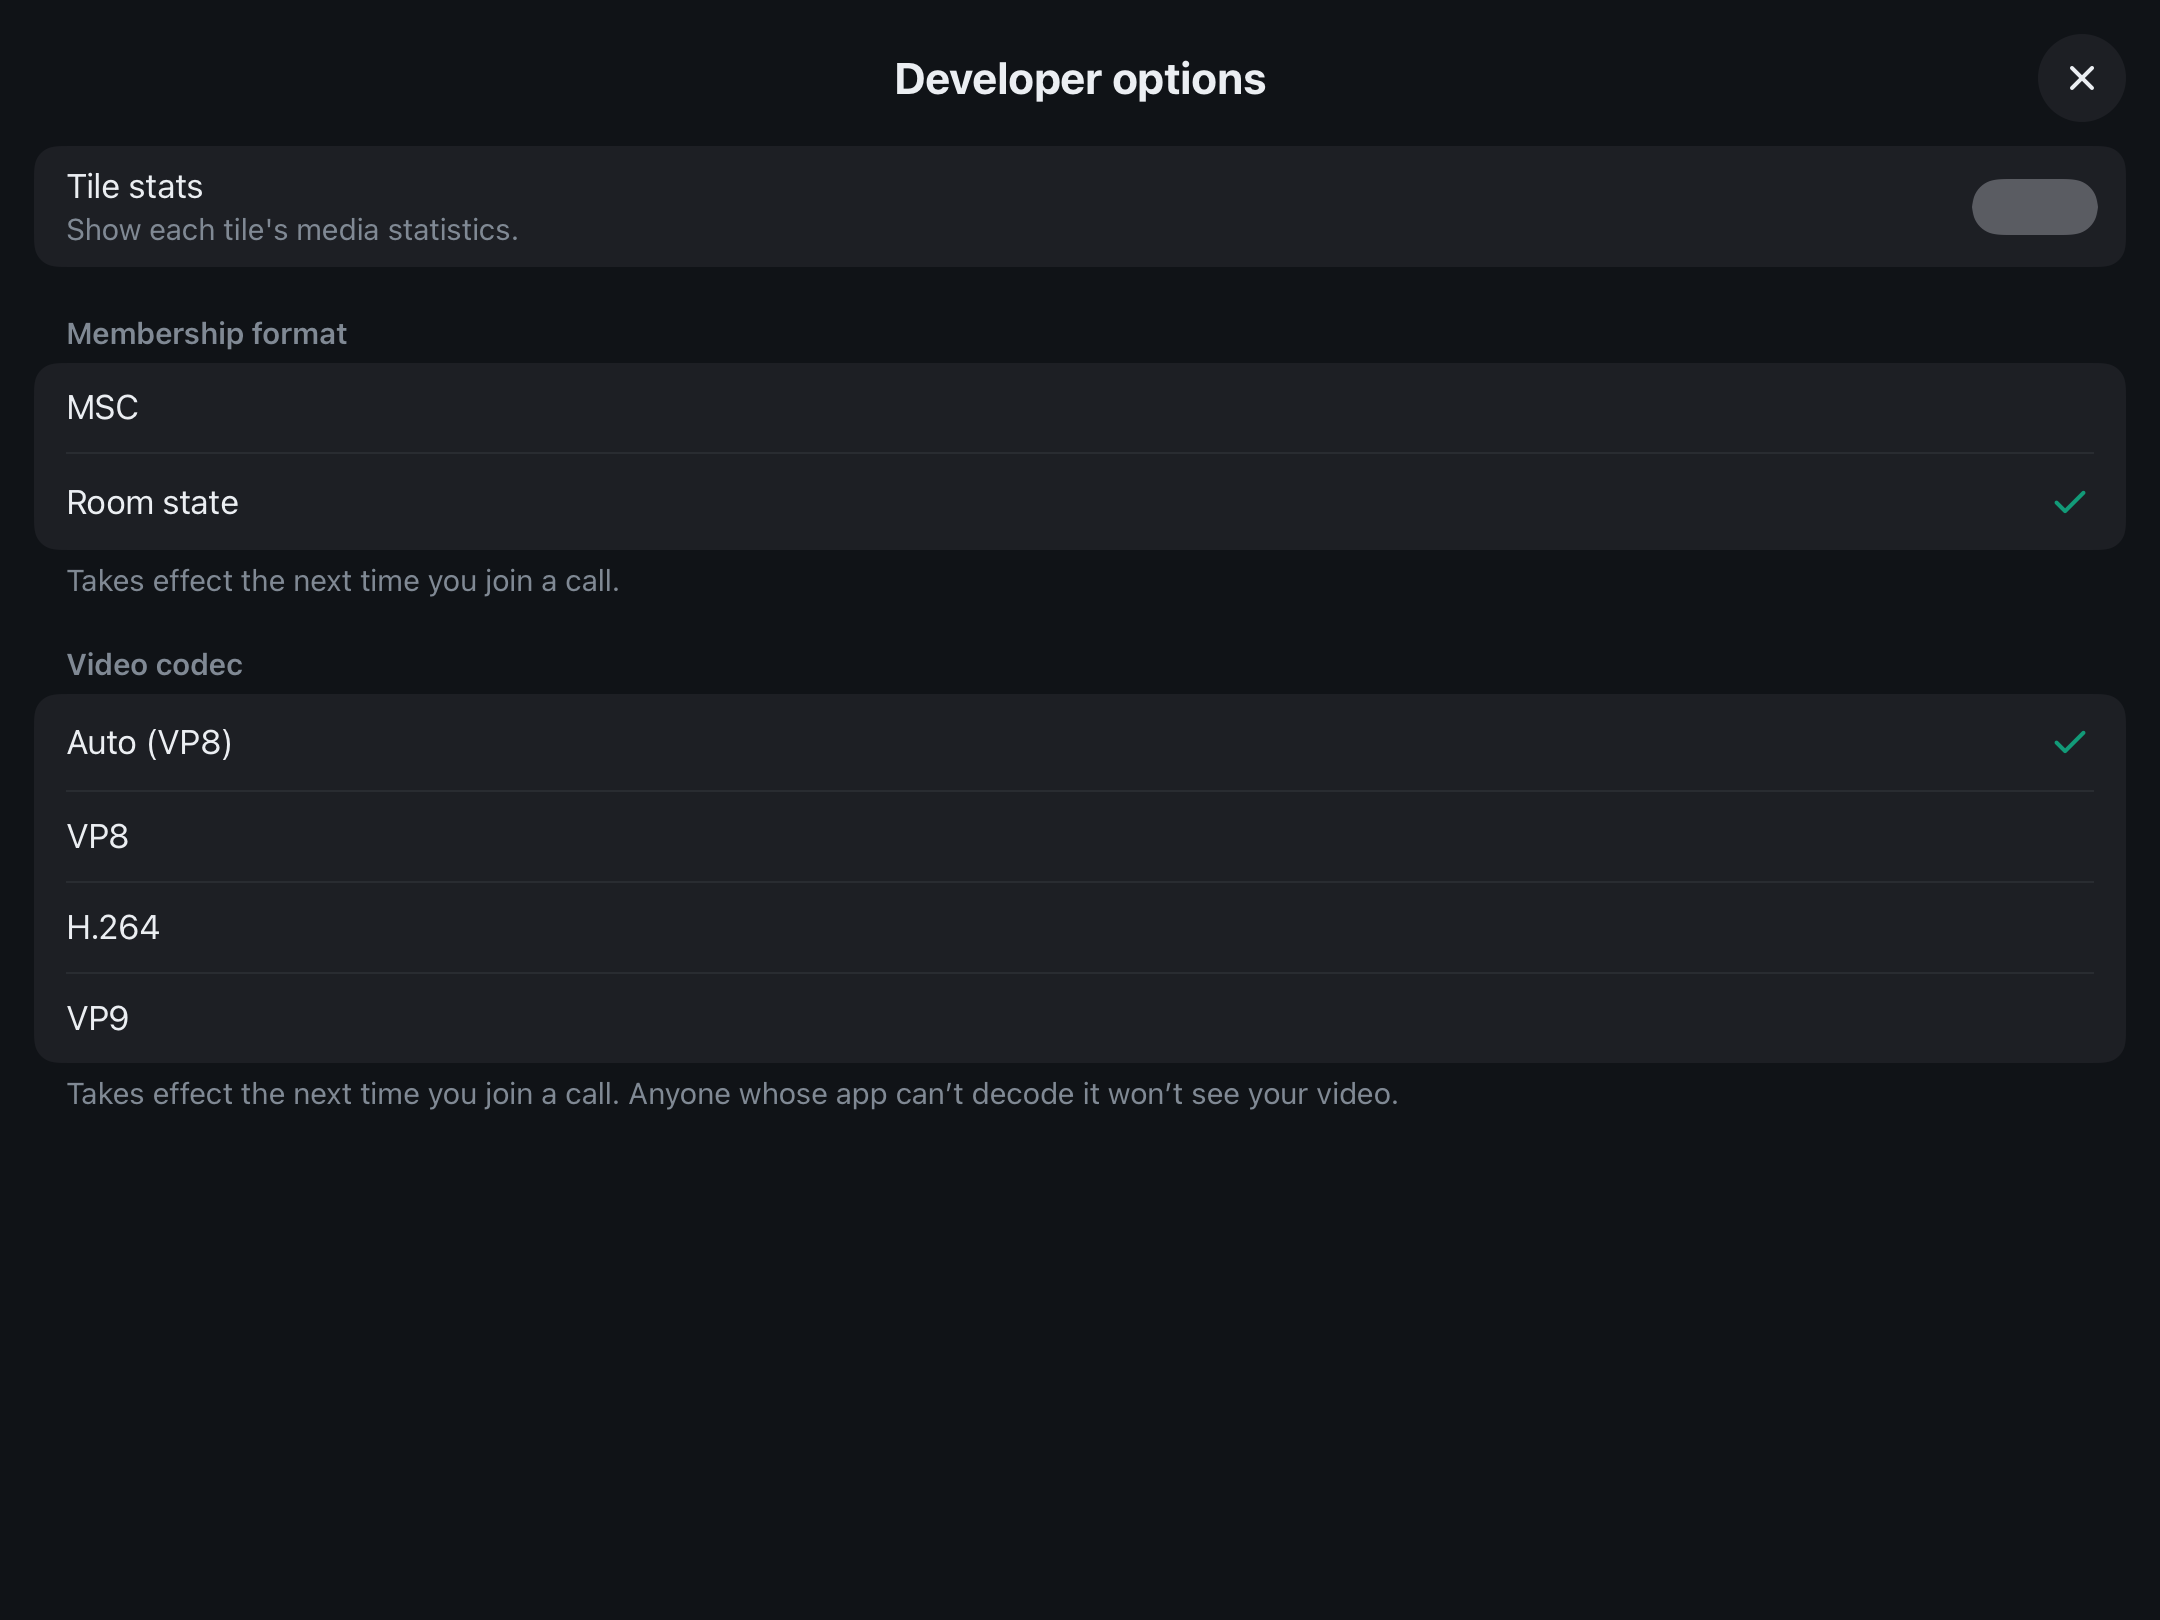 Developer options
Tile stats
Show each tile's media statistics.
Membership format
MSC
Room state
Takes effect the next time you join a call.
Video codec
Auto (VP8)
VP8
H.264
VP9
Takes effect the next time you join a call. Anyone whose app can’t decode it won’t see your video.